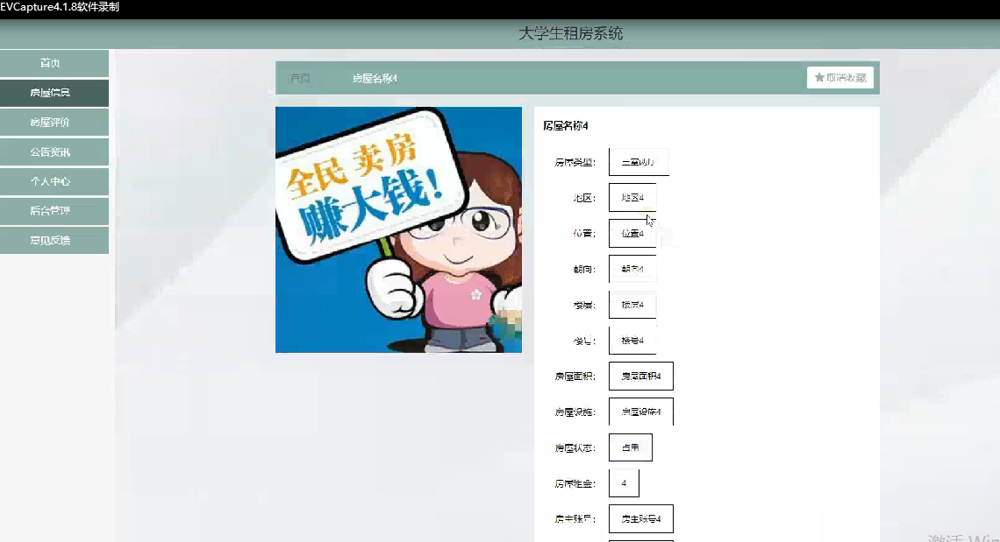 EVCapture4.1.8软件录制
大学生租房系统
首页
房屋信息
房屋评价
公告资讯
个人中心
后台管理
意见反馈
首页 房屋名称4 ★取消收藏
全民 卖房
赚大钱!
房屋名称4
房屋类型: 三室两厅
地区: 地区4
位置: 位置4
朝向: 朝向4
楼层: 楼层4
楼号: 楼号4
房屋面积: 房屋面积4
房屋设施: 房屋设施4
房屋状态: 占用
房屋租金: 4
房主账号: 房主账号4
激活 Win